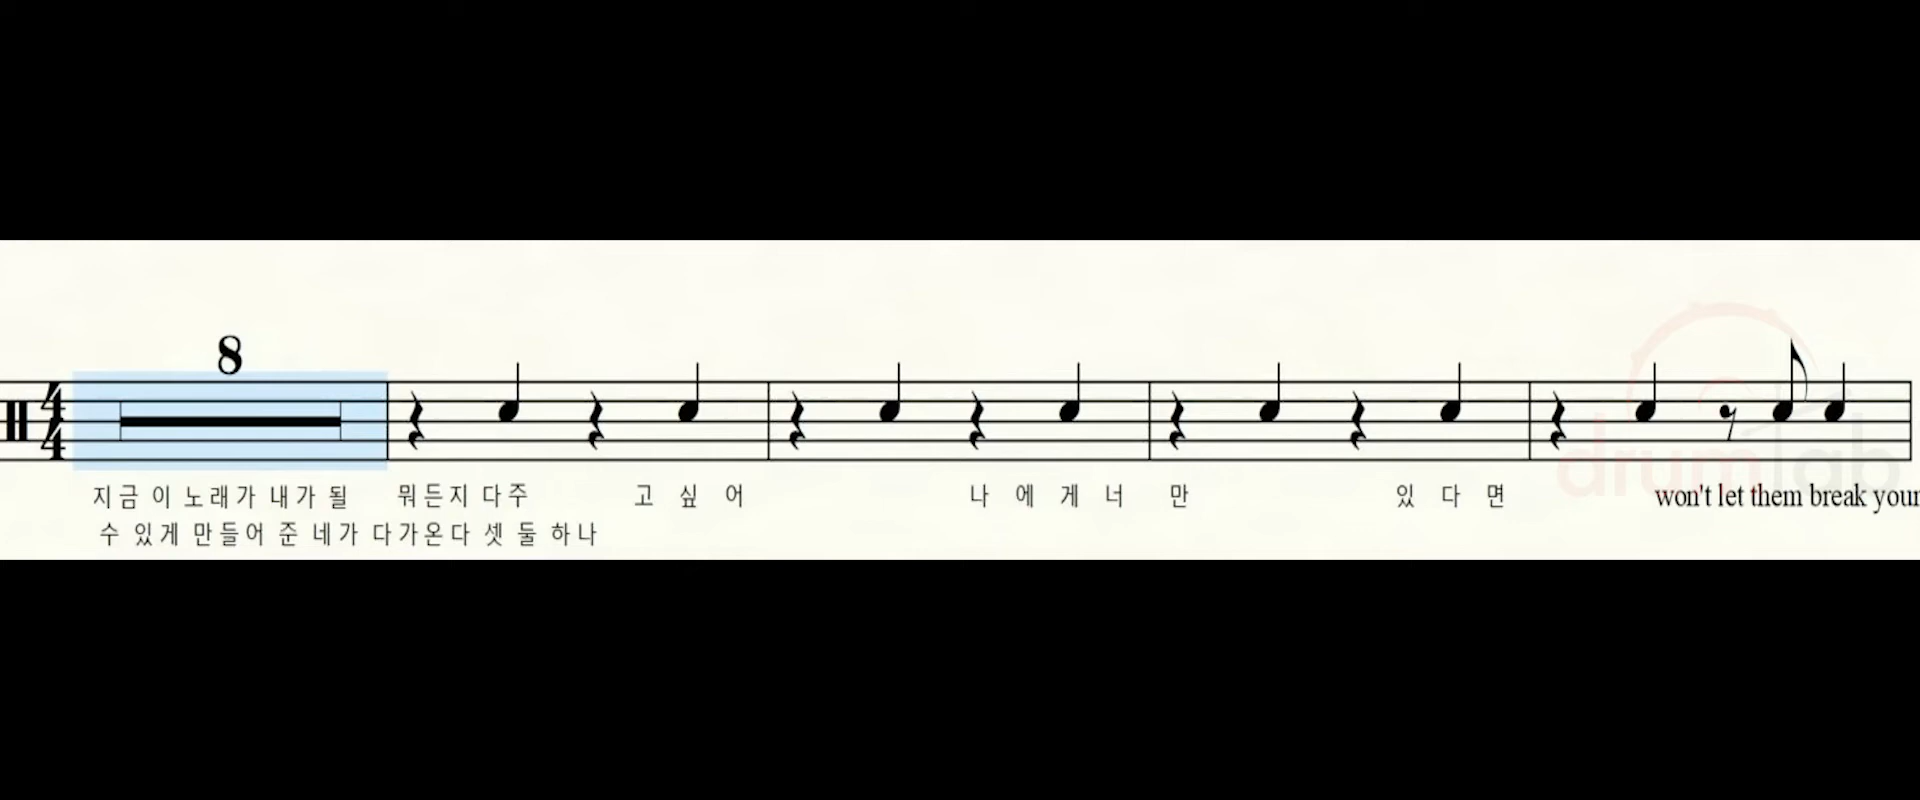 8
4
4
drumlab
지금 이 노래가 내가 될 뭐든지 다주 고 싶 어 나 에 게 너 만 있 다 면 won't let them break your
수 있게 만들어 준 네가 다가온다 셋 둘 하나